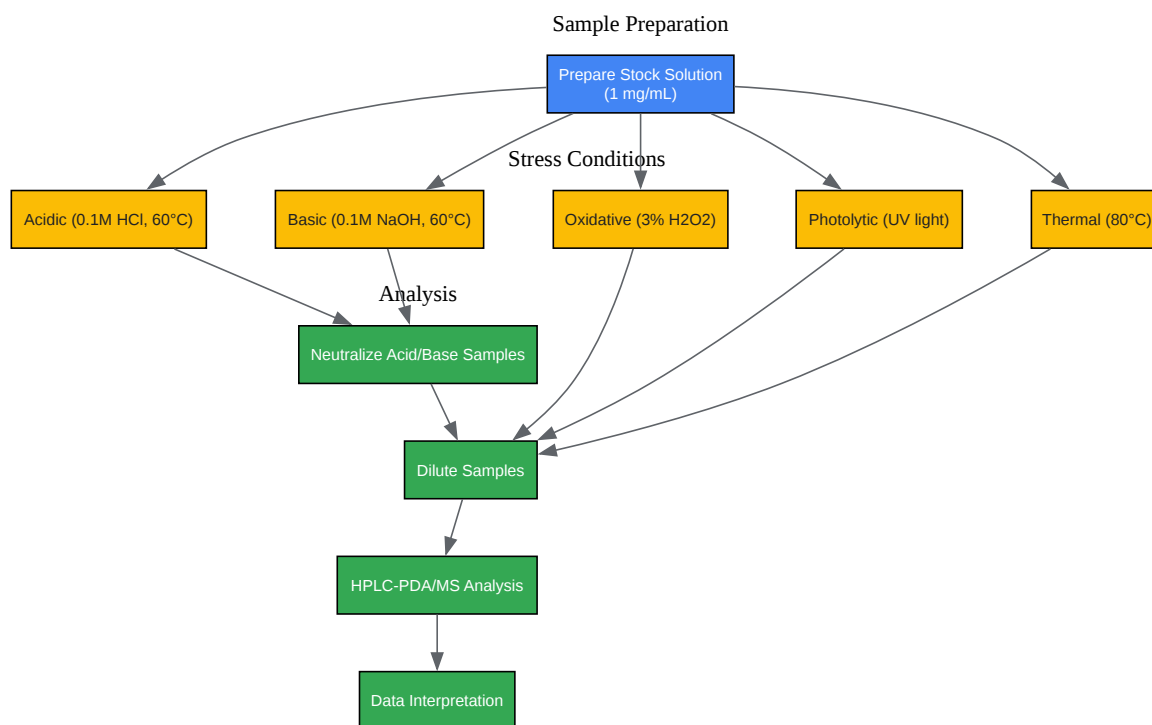 Sample Preparation
Prepare Stock Solution
(1 mg/mL)
Stress Conditions
Acidic (0.1M HCl, 60°C)
Basic (0.1M NaOH, 60°C)
Oxidative (3% H2O2)
Photolytic (UV light)
Thermal (80°C)
Analysis
Neutralize Acid/Base Samples
Dilute Samples
HPLC-PDA/MS Analysis
Data Interpretation